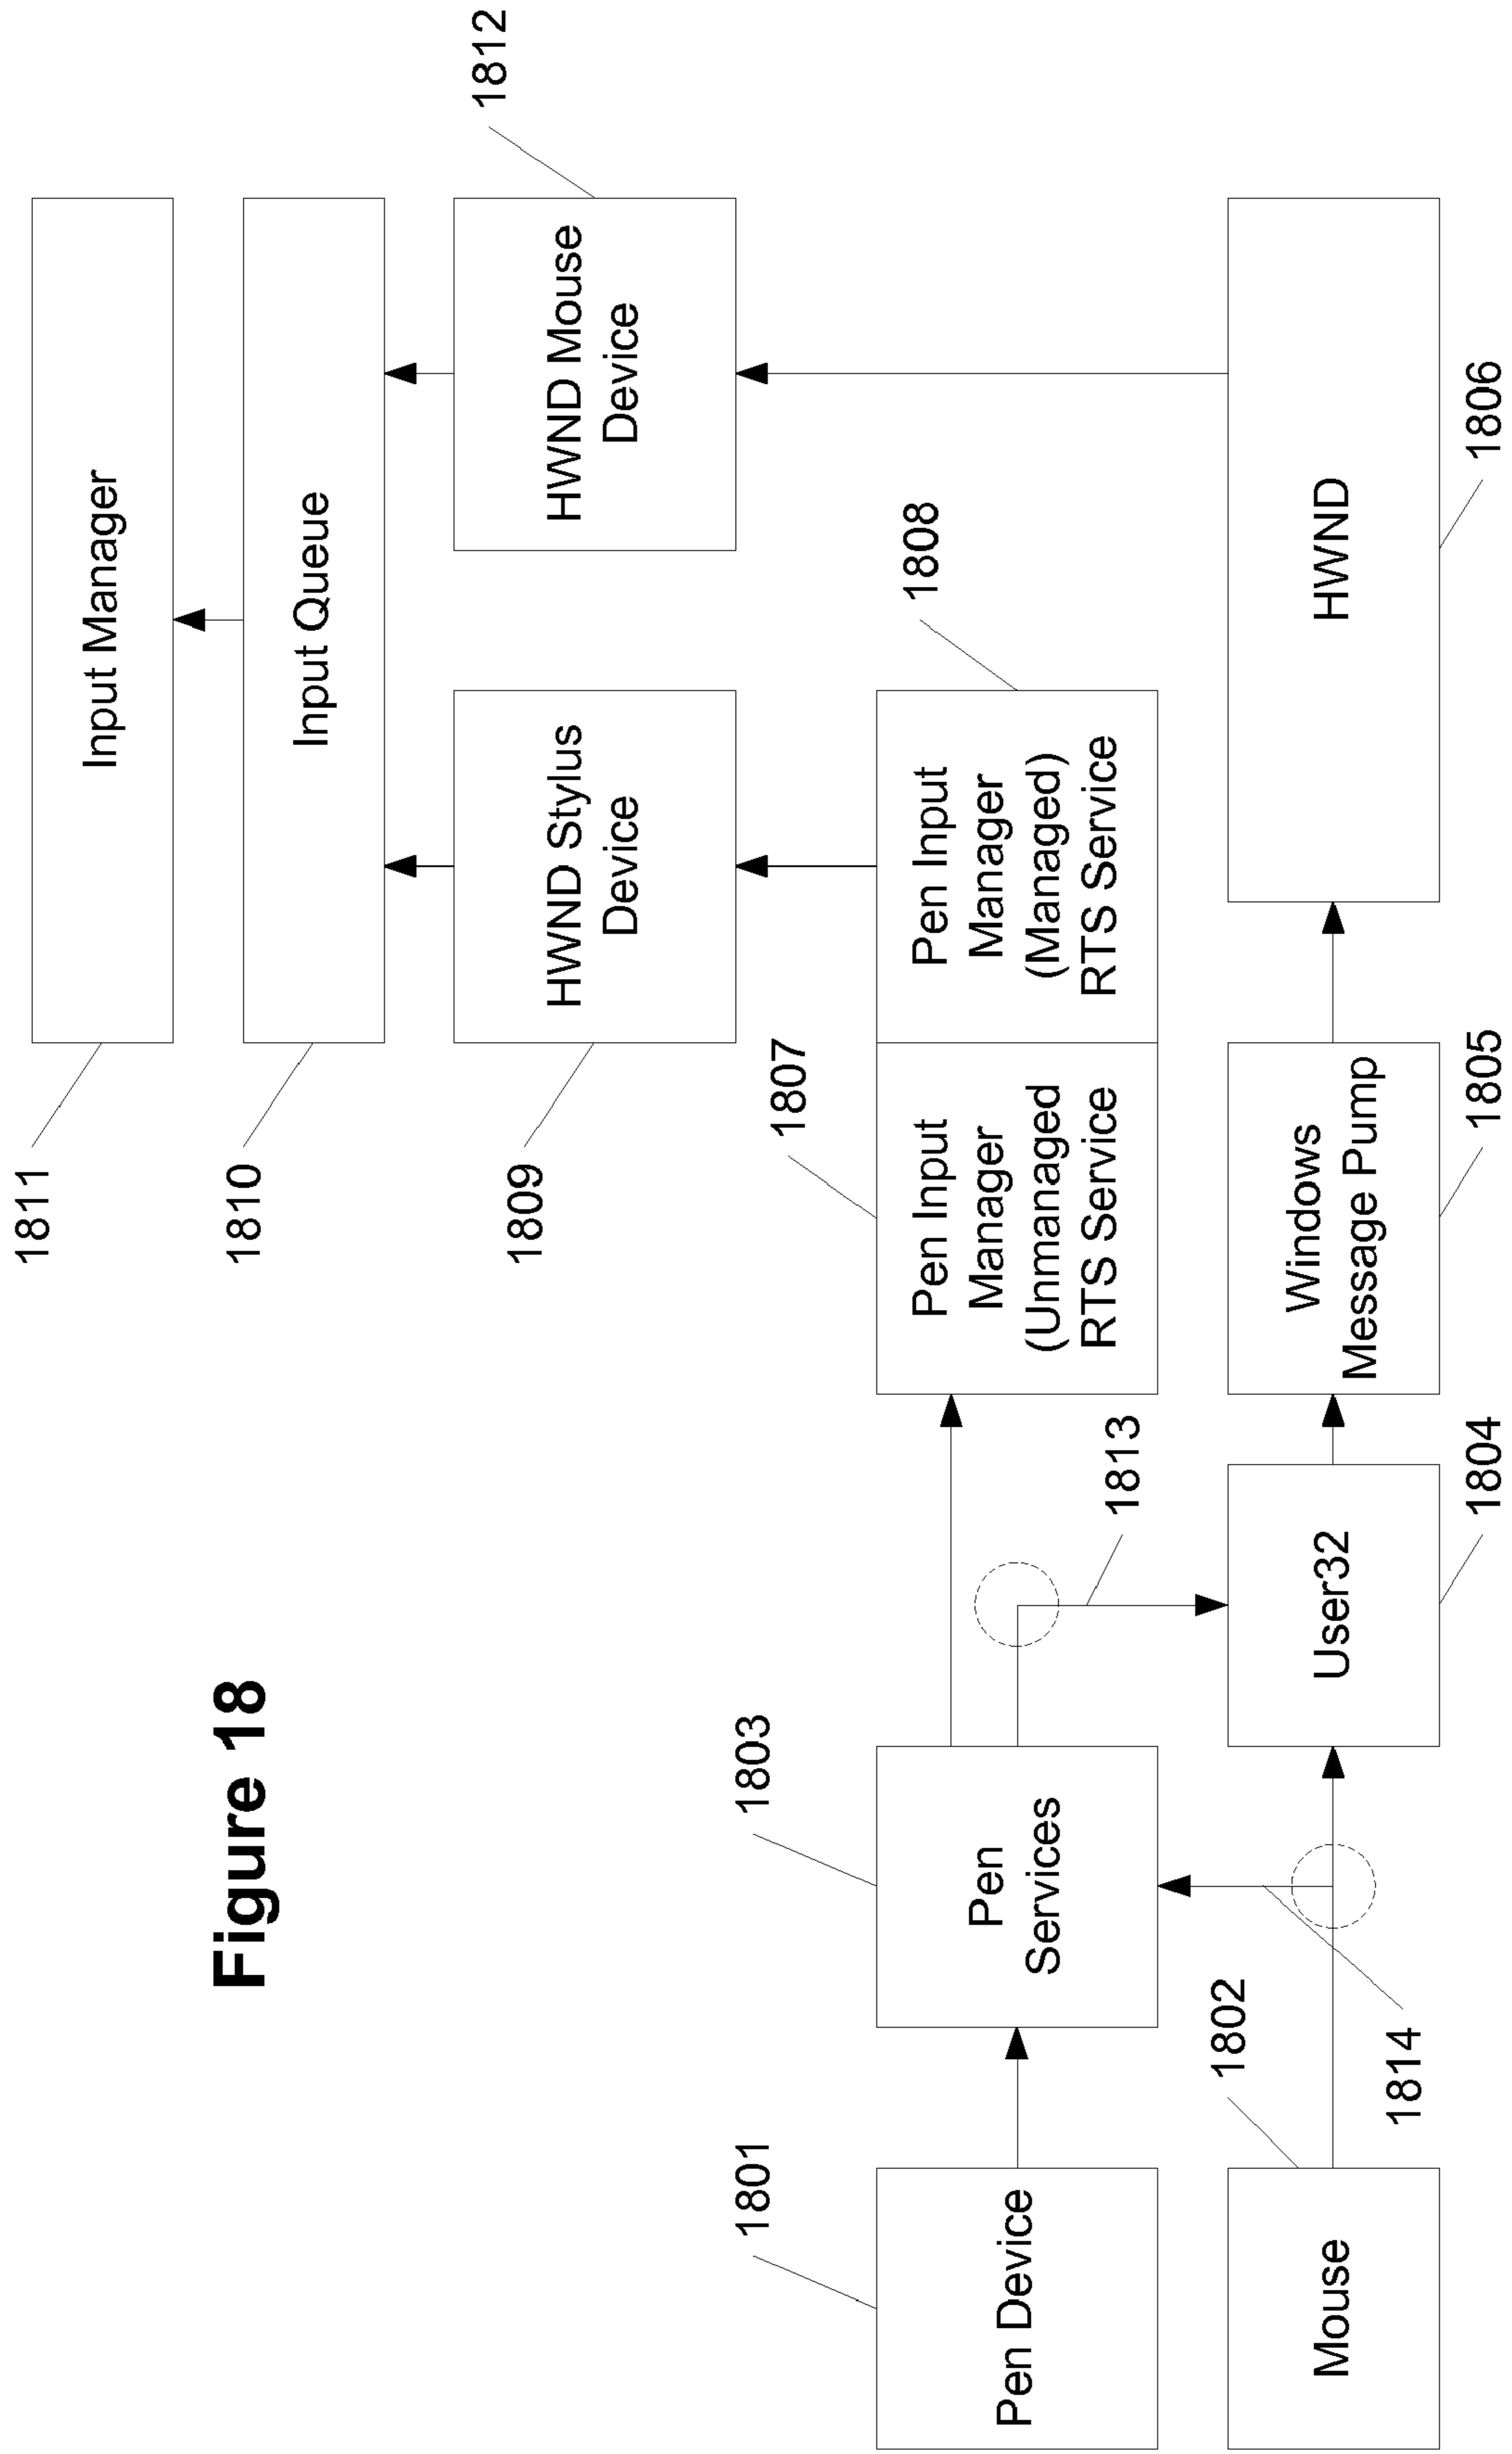 Figure 18
1811
Input Manager
1810
Input Queue
1809
HWND Stylus
Device
HWND Mouse
Device
1812
1801
Pen Device
1803
Pen
Services
1807
Pen Input
Manager
(Unmanaged
RTS Service
Pen Input
Manager
(Managed)
RTS Service
1808
1813
1802
Mouse
1814
User32
1804
Windows
Message Pump
1805
HWND
1806